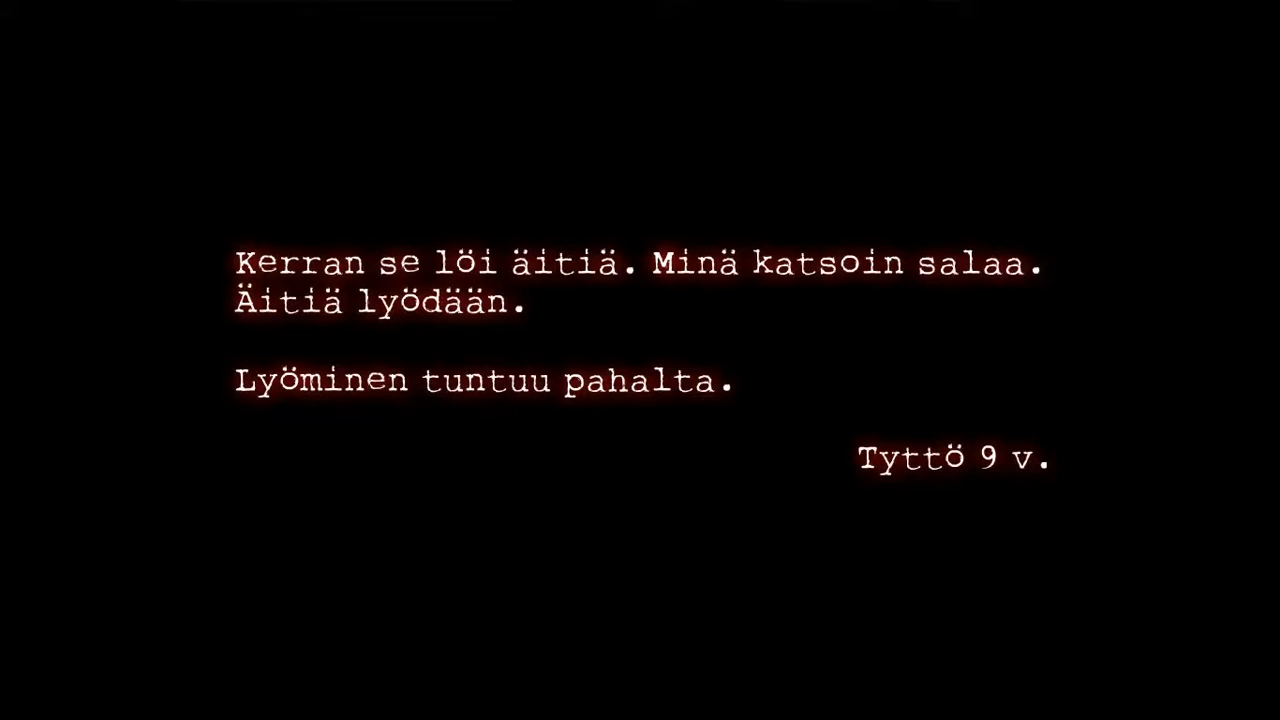 Kerran se löi äitiä. Minä katsoin salaa.
Äitiä lyödään.
Lyöminen tuntuu pahalta.
Tyttö 9 v.